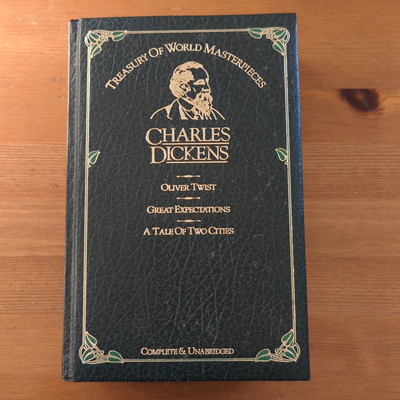 TREASURY OF WORLD MASTERPIECES
CHARLES
DICKENS
OLIVER TWIST
GREAT EXPECTATIONS
A TALE OF TWO CITIES
COMPLETE & UNABRIDGED